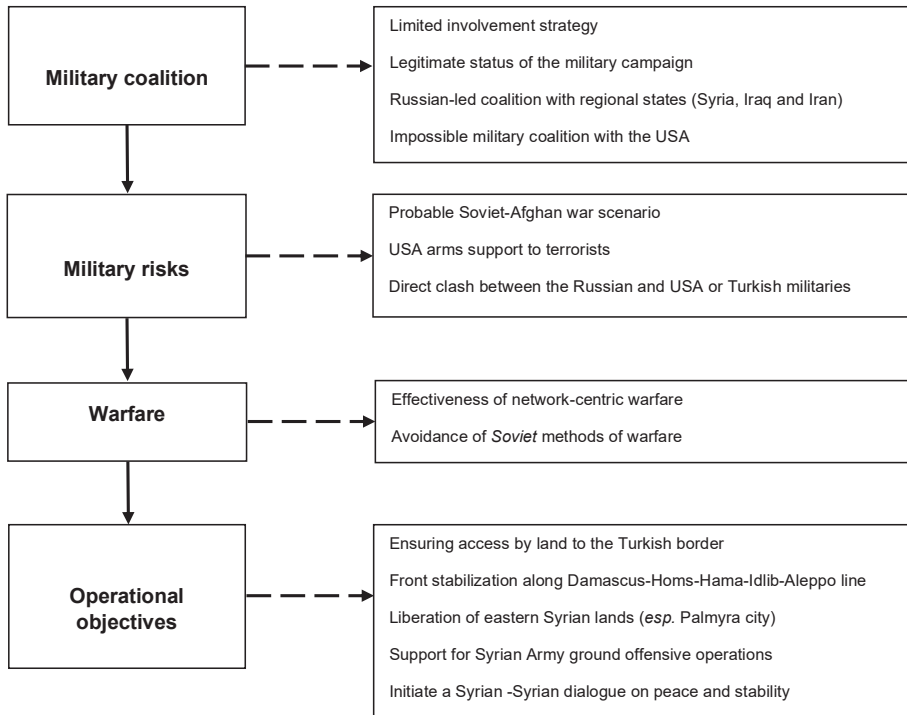 Military coalition
Limited involvement strategy
Legitimate status of the military campaign
Russian-led coalition with regional states (Syria, Iraq and Iran)
Impossible military coalition with the USA
Military risks
Probable Soviet-Afghan war scenario
USA arms support to terrorists
Direct clash between the Russian and USA or Turkish militaries
Warfare
Effectiveness of network-centric warfare
Avoidance of Soviet methods of warfare
Operational
objectives
Ensuring access by land to the Turkish border
Front stabilization along Damascus-Homs-Hama-Idlib-Aleppo line
Liberation of eastern Syrian lands (esp. Palmyra city)
Support for Syrian Army ground offensive operations
Initiate a Syrian -Syrian dialogue on peace and stability